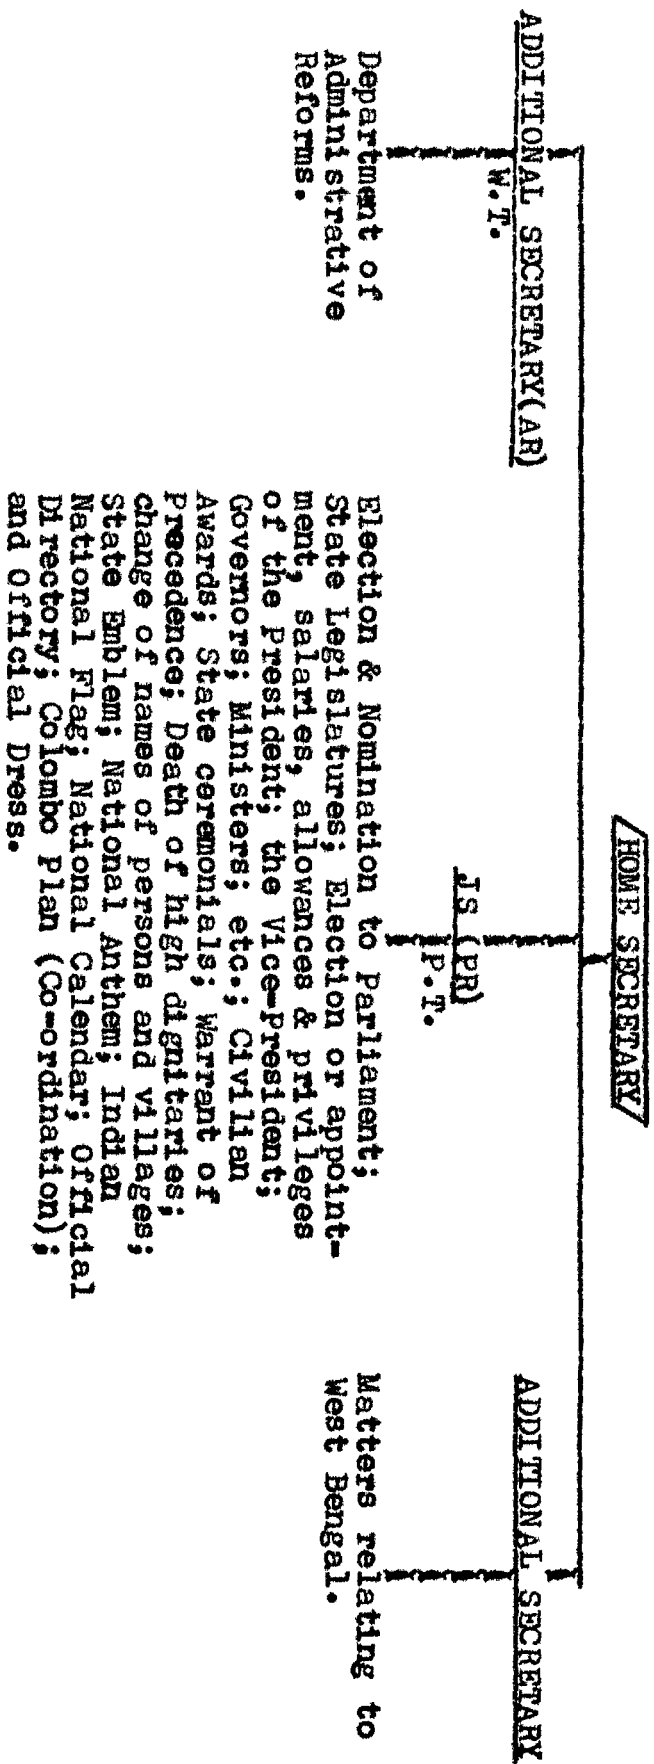 HOME SECRETARY
ADDITIONAL SECRETARY(AR)
W.T.
Department of
Administrative
Reforms.
JS (PR)
P.T.
Election & Nomination to Parliament;
State Legislatures; Election or appoint-
ment, salaries, allowances & privileges
of the President; the Vice-President;
Governors; Ministers; etc.; Civilian
Awards; State ceremonials; Warrant of
Precedence; Death of high dignitaries;
change of names of persons and villages;
State Emblem; National Anthem; Indian
National Flag; National Calendar; Official
Directory; Colombo Plan (Co-ordination);
and Official Dress.
ADDITIONAL SECRETARY
Matters relating to
West Bengal.